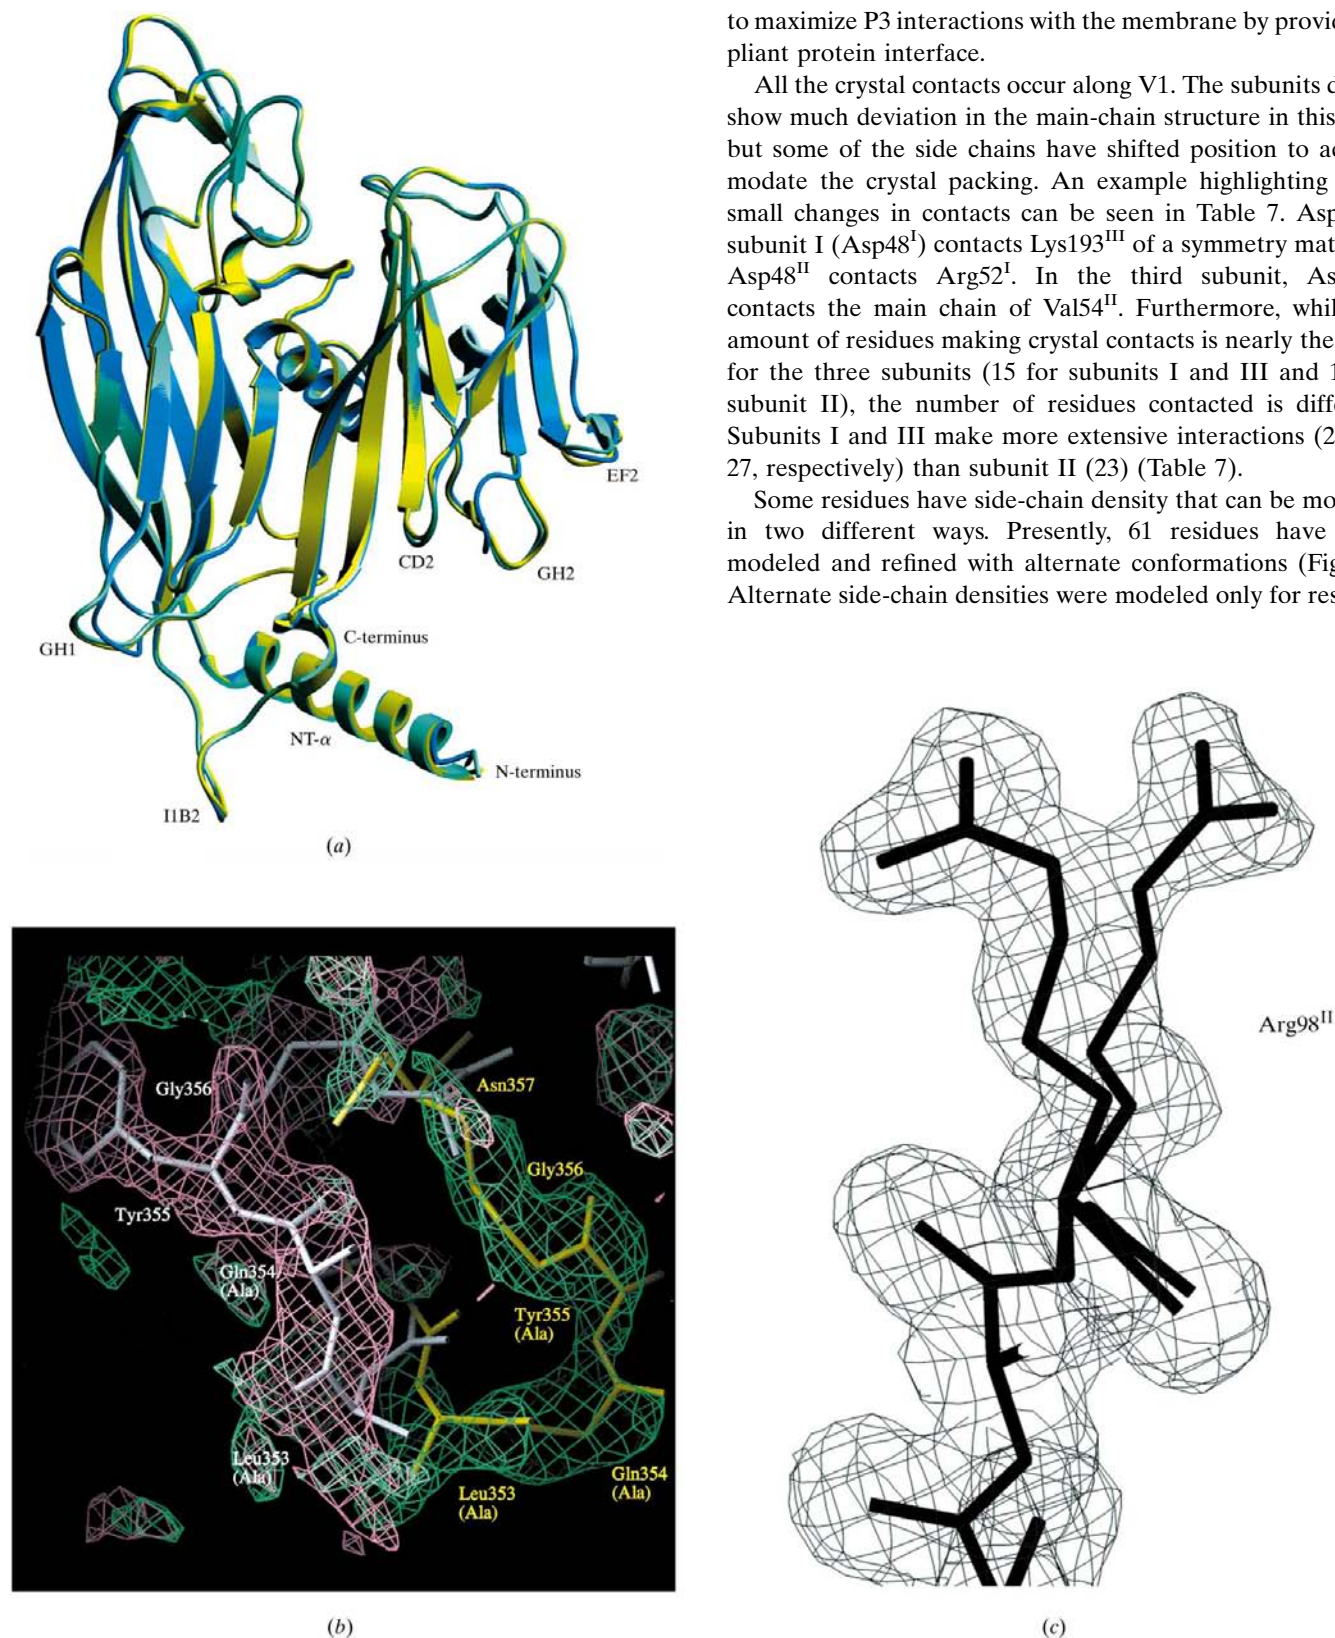 to maximize P3 interactions with the membrane by provid
pliant protein interface.
All the crystal contacts occur along V1. The subunits d
show much deviation in the main-chain structure in this
but some of the side chains have shifted position to ac
modate the crystal packing. An example highlighting
small changes in contacts can be seen in Table 7. Asp
subunit I (Asp48^I) contacts Lys193^III of a symmetry mat
Asp48^II contacts Arg52^I. In the third subunit, As
contacts the main chain of Val54^II. Furthermore, whil
amount of residues making crystal contacts is nearly the
for the three subunits (15 for subunits I and III and 1
subunit II), the number of residues contacted is diffe
Subunits I and III make more extensive interactions (2
27, respectively) than subunit II (23) (Table 7).
Some residues have side-chain density that can be mo
in two different ways. Presently, 61 residues have
modeled and refined with alternate conformations (Fig
Alternate side-chain densities were modeled only for res
EF2
CD2
GH2
C-terminus
GH1
NT-α
N-terminus
I1B2
(a)
Gly356
Asn357
Gly356
Tyr355
Gln354
(Ala)
Tyr355
(Ala)
Leu353
(Ala)
Gln354
(Ala)
Leu353
(Ala)
(b)
Arg98^II
(c)